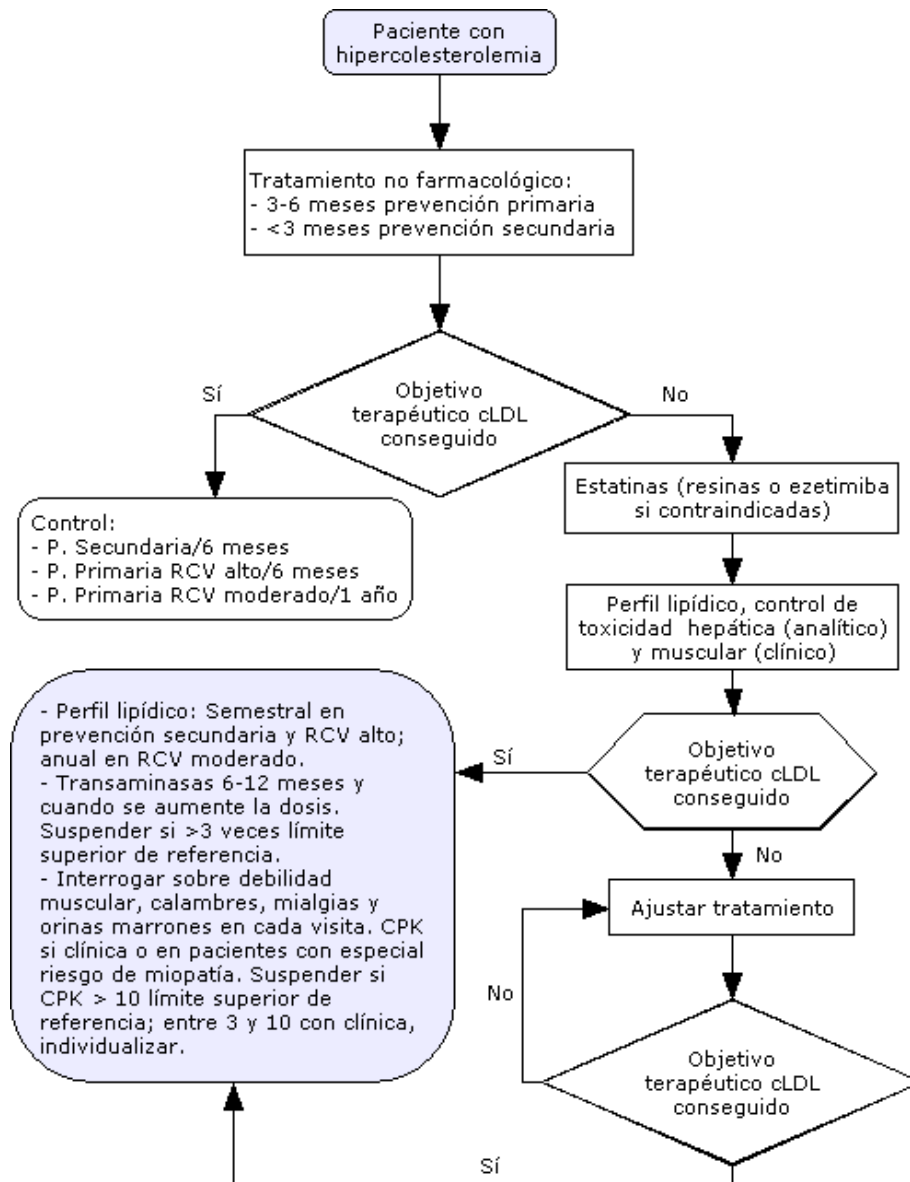 Paciente con
hipercolesterolemia
Tratamiento no farmacológico:
- 3-6 meses prevención primaria
- <3 meses prevención secundaria
Objetivo
terapéutico cLDL
conseguido
Sí
No
Control:
- P. Secundaria/6 meses
- P. Primaria RCV alto/6 meses
- P. Primaria RCV moderado/1 año
Estatinas (resinas o ezetimiba
si contraindicadas)
Perfil lipídico, control de
toxicidad hepática (analítico)
y muscular (clínico)
Objetivo
terapéutico cLDL
conseguido
Sí
No
- Perfil lipídico: Semestral en
prevención secundaria y RCV alto;
anual en RCV moderado.
- Transaminasas 6-12 meses y
cuando se aumente la dosis.
Suspender si >3 veces límite
superior de referencia.
- Interrogar sobre debilidad
muscular, calambres, mialgias y
orinas marrones en cada visita. CPK
si clínica o en pacientes con especial
riesgo de miopatía. Suspender si
CPK > 10 límite superior de
referencia; entre 3 y 10 con clínica,
individualizar.
Ajustar tratamiento
No
Objetivo
terapéutico cLDL
conseguido
Sí